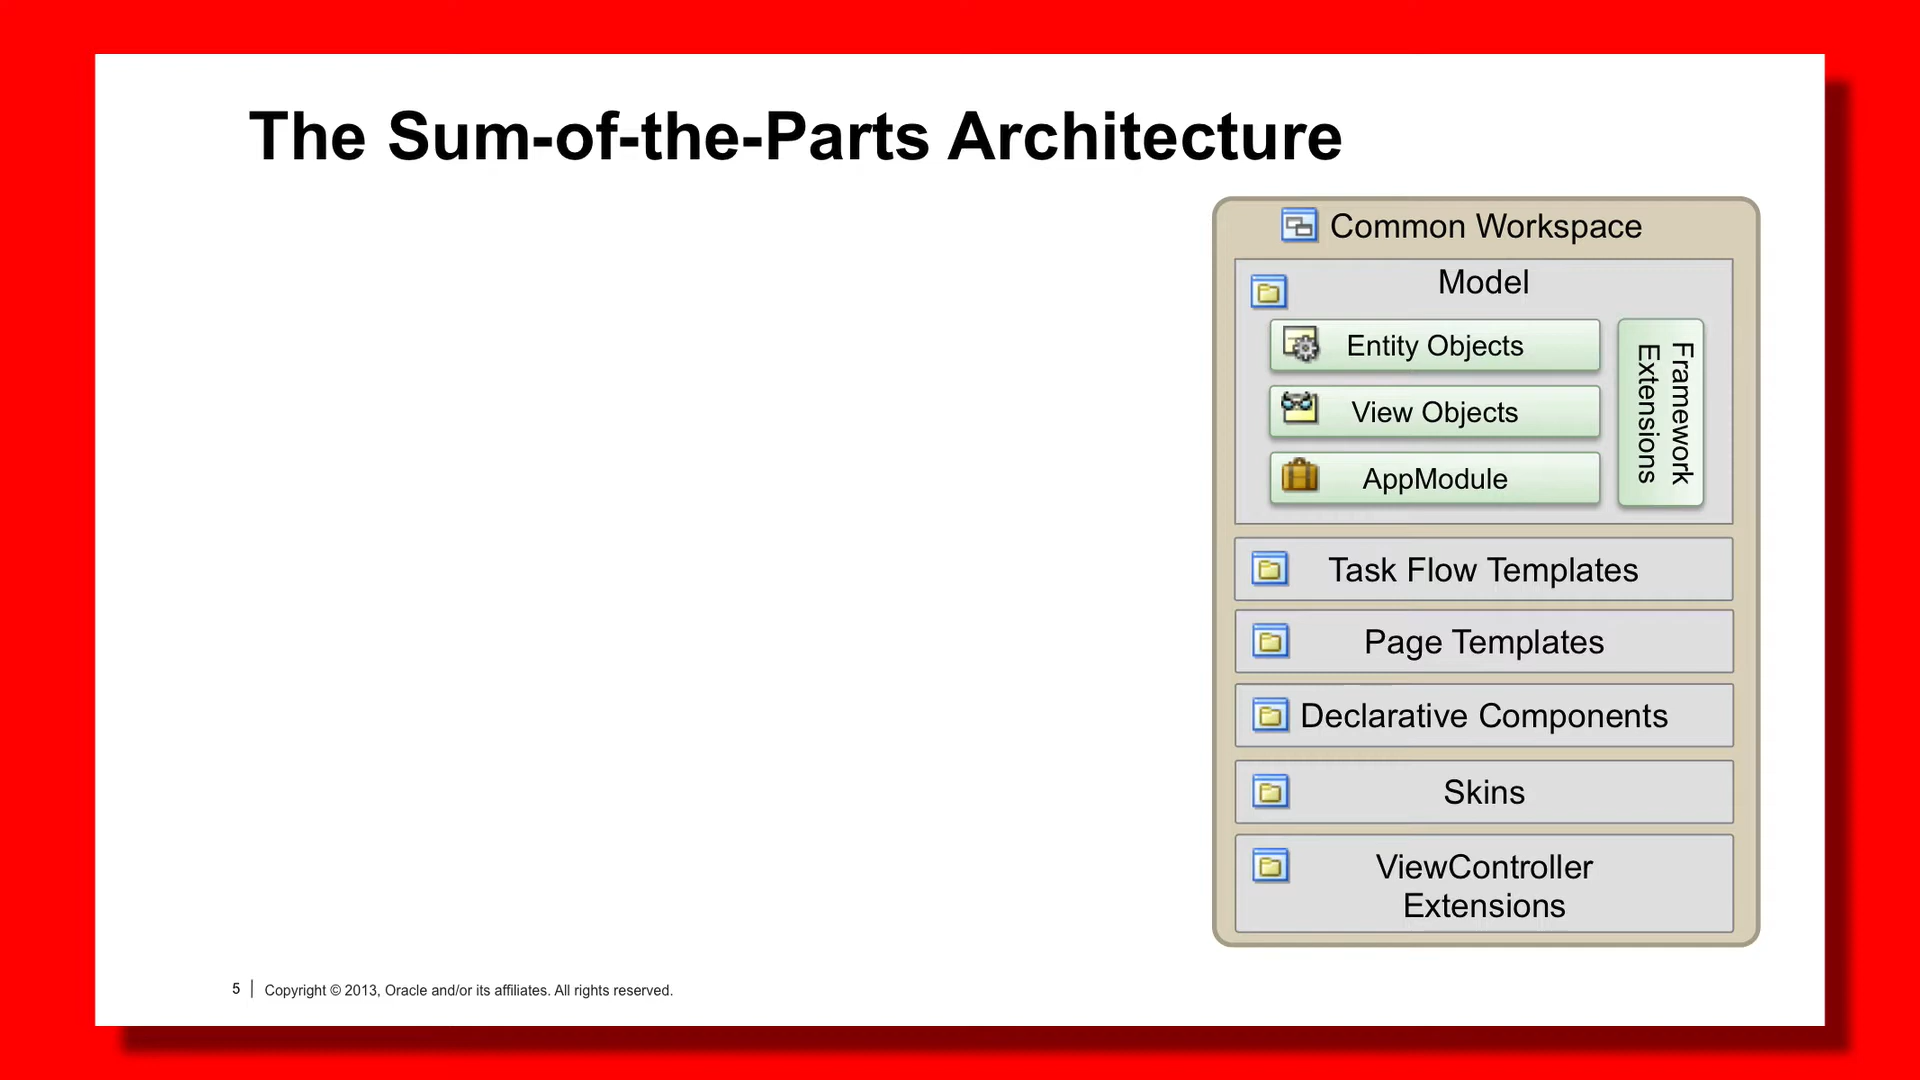 The Sum-of-the-Parts Architecture
Common Workspace
Model
Entity Objects
View Objects
AppModule
Framework
Extensions
Task Flow Templates
Page Templates
Declarative Components
Skins
ViewController
Extensions
5 | Copyright © 2013, Oracle and/or its affiliates. All rights reserved.